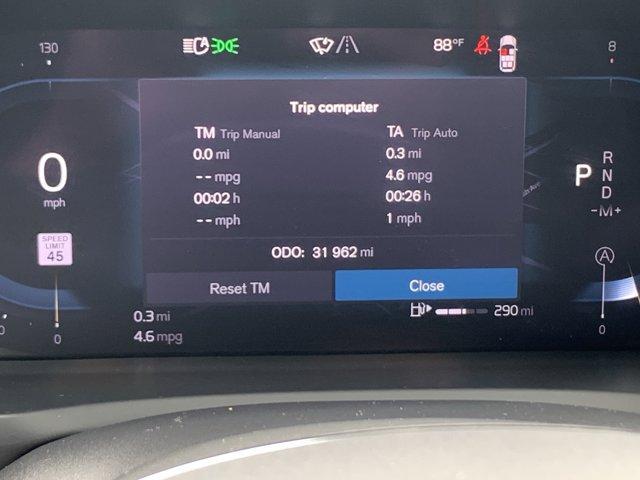 130
A
88°F
8
Trip computer
TM Trip Manual
TA Trip Auto
0.0 mi
0.3 mi
-- mpg
4.6 mpg
00:02 h
00:26 h
-- mph
1 mph
0
mph
P
R
N
D
-M+
SPEED
LIMIT
45
ODO: 31 962 mi
A
Reset TM
Close
0.3 mi
4.6 mpg
290 mi
0
0
0